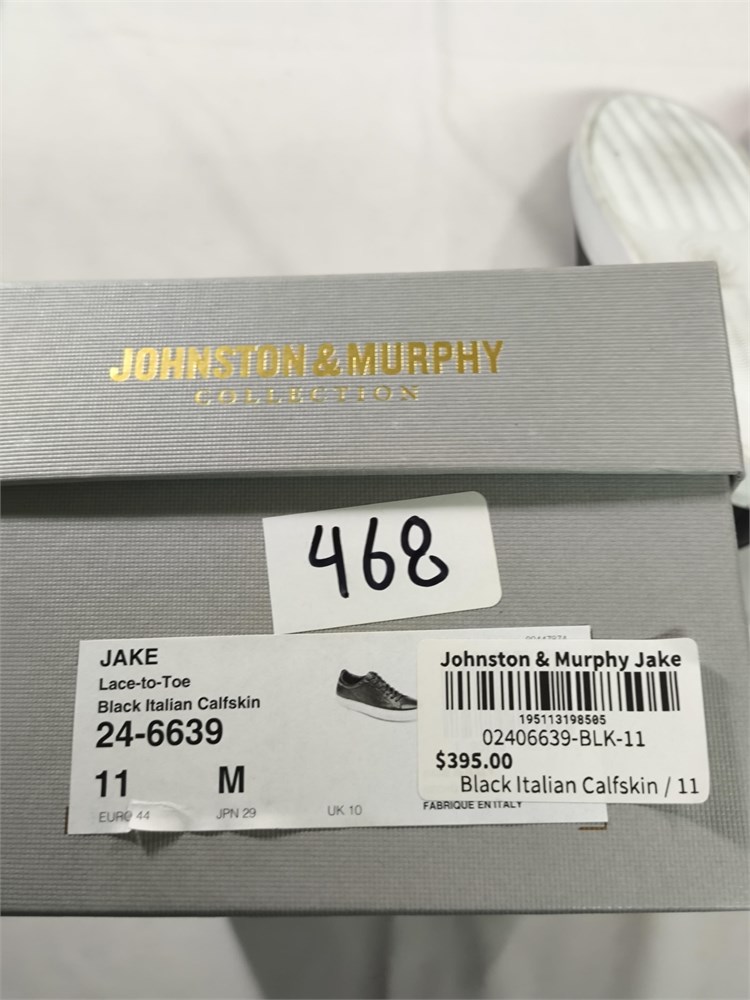 JOHNSTON & MURPHY
COLLECTION
468
JAKE
Lace-to-Toe
Black Italian Calfskin
24-6639
11 M
EURO 44 JPN 29 UK 10
FABRIQUE EN ITALY
Johnston & Murphy Jake
195113198505
02406639-BLK-11
$395.00
Black Italian Calfskin / 11